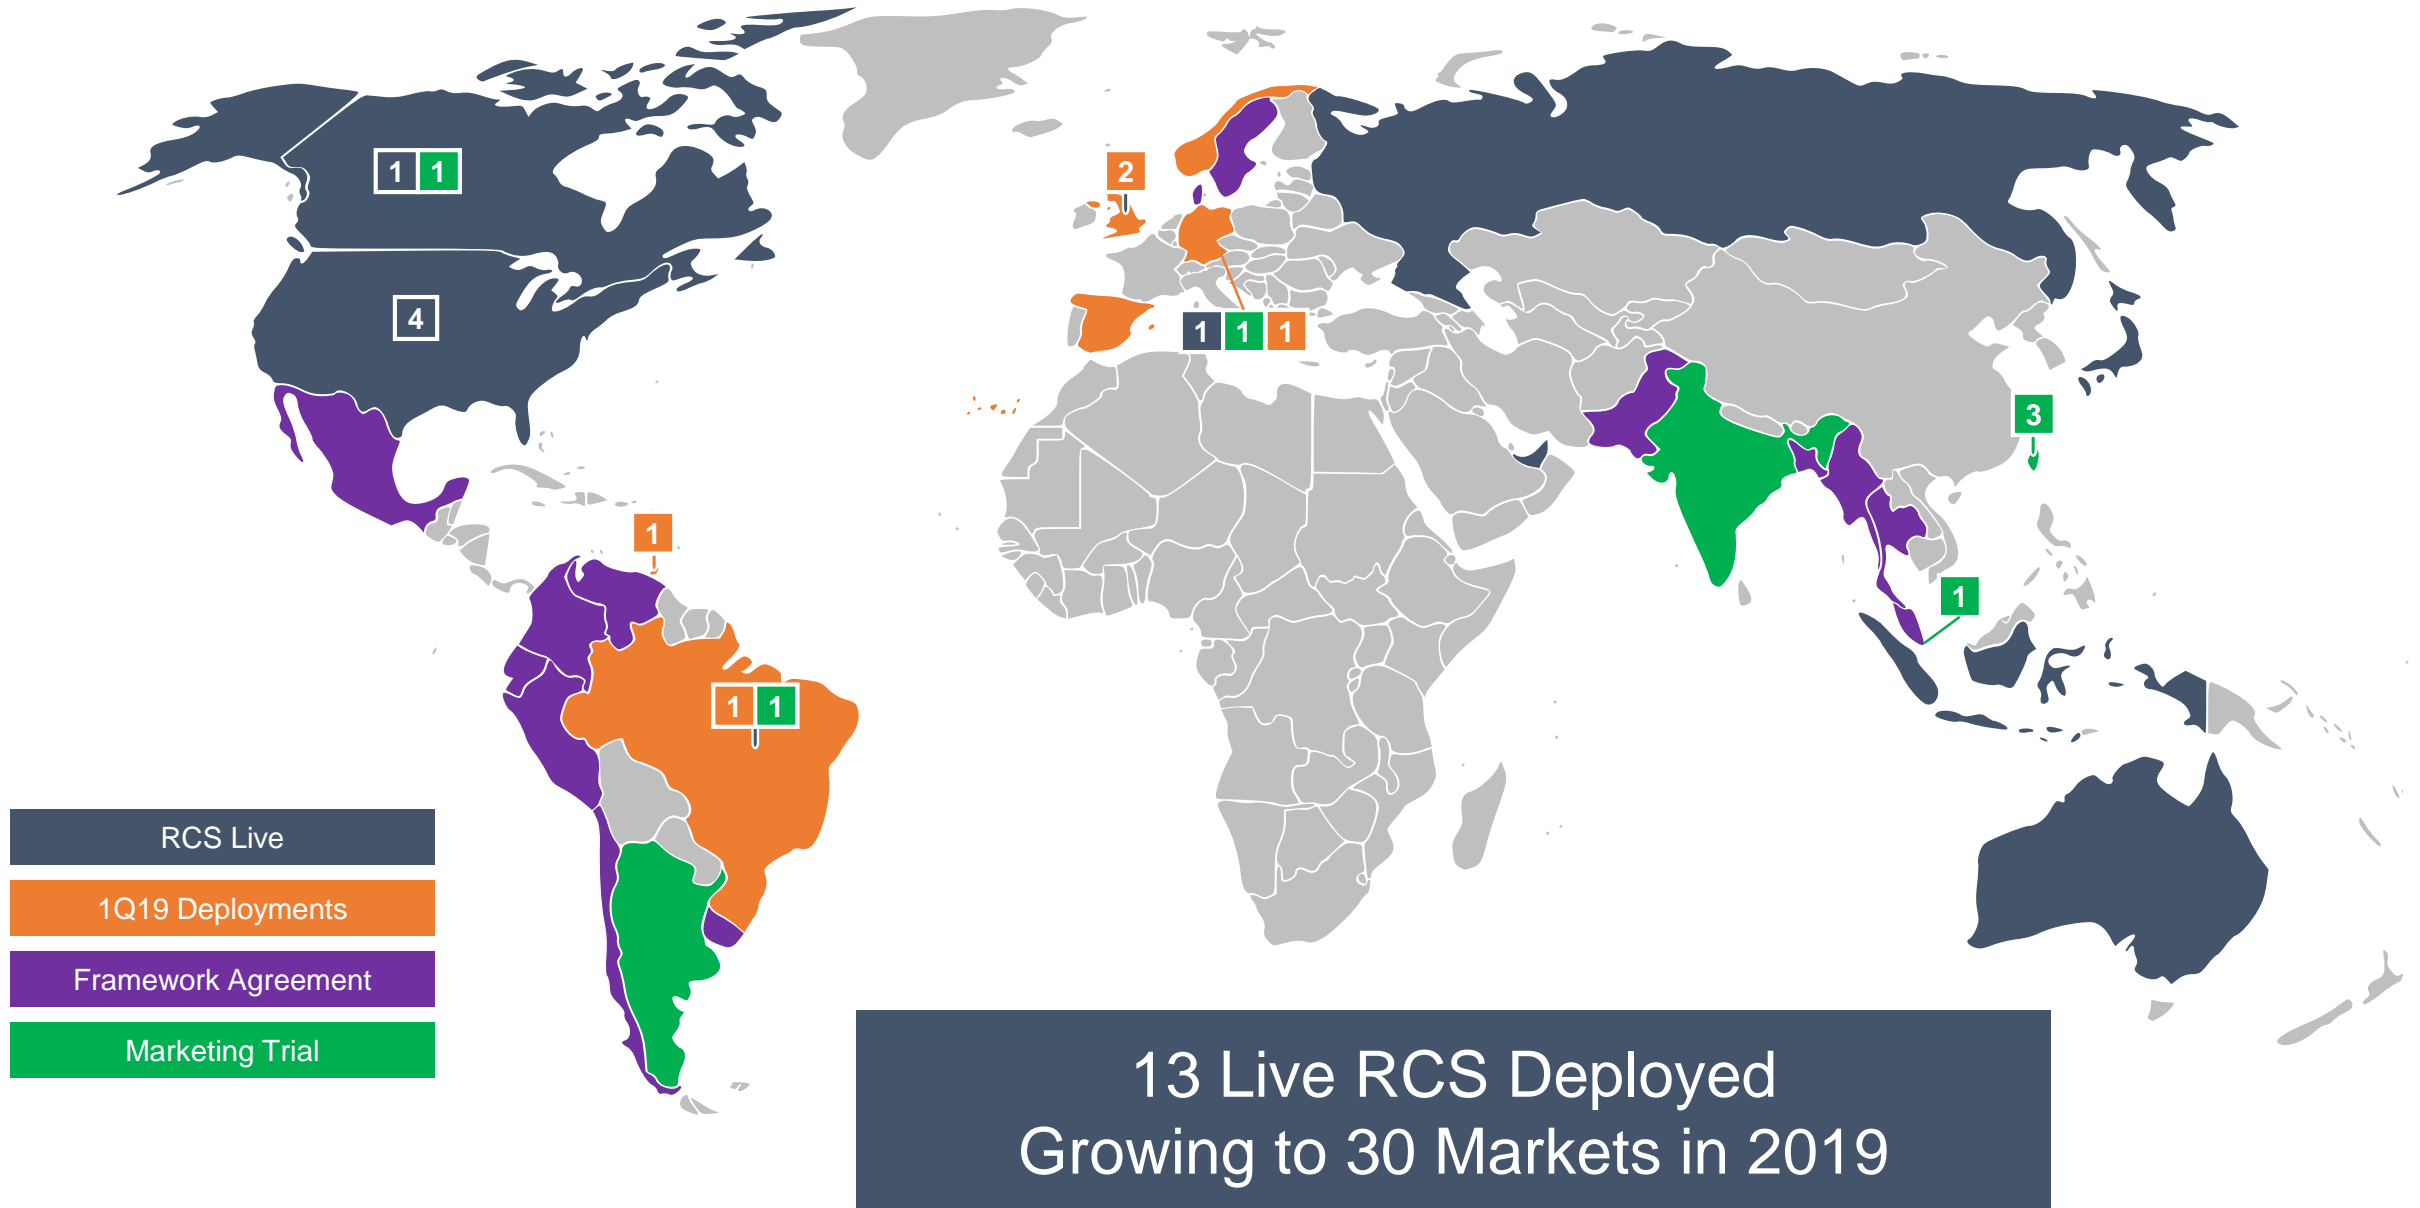 1 1
2
4
1 1 1
3
1
1
1 1
RCS Live
1Q19 Deployments
Framework Agreement
Marketing Trial
13 Live RCS Deployed
Growing to 30 Markets in 2019